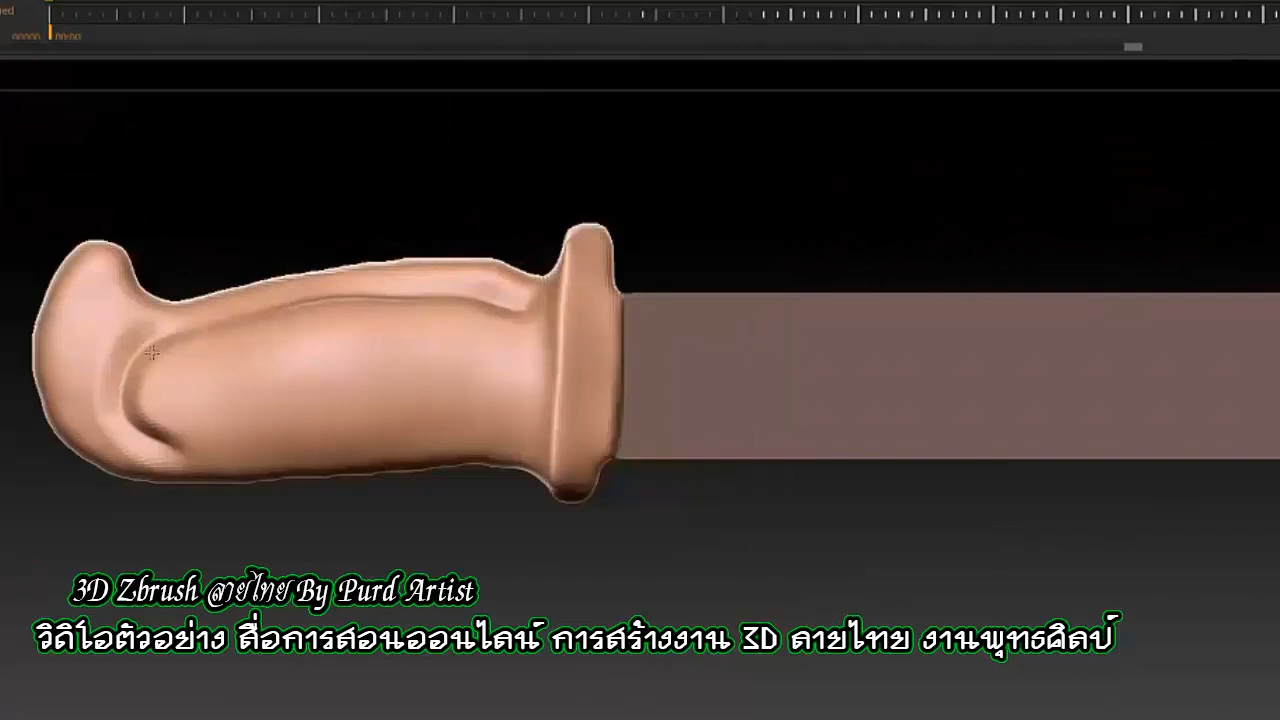 00:00
3D Zbrush ลายไทย By Purd Artist
วิดิโอตัวอย่าง สื่อการสอนออนไลน์ การสร้างงาน 3D ลายไทย งานพุทธศิลป์